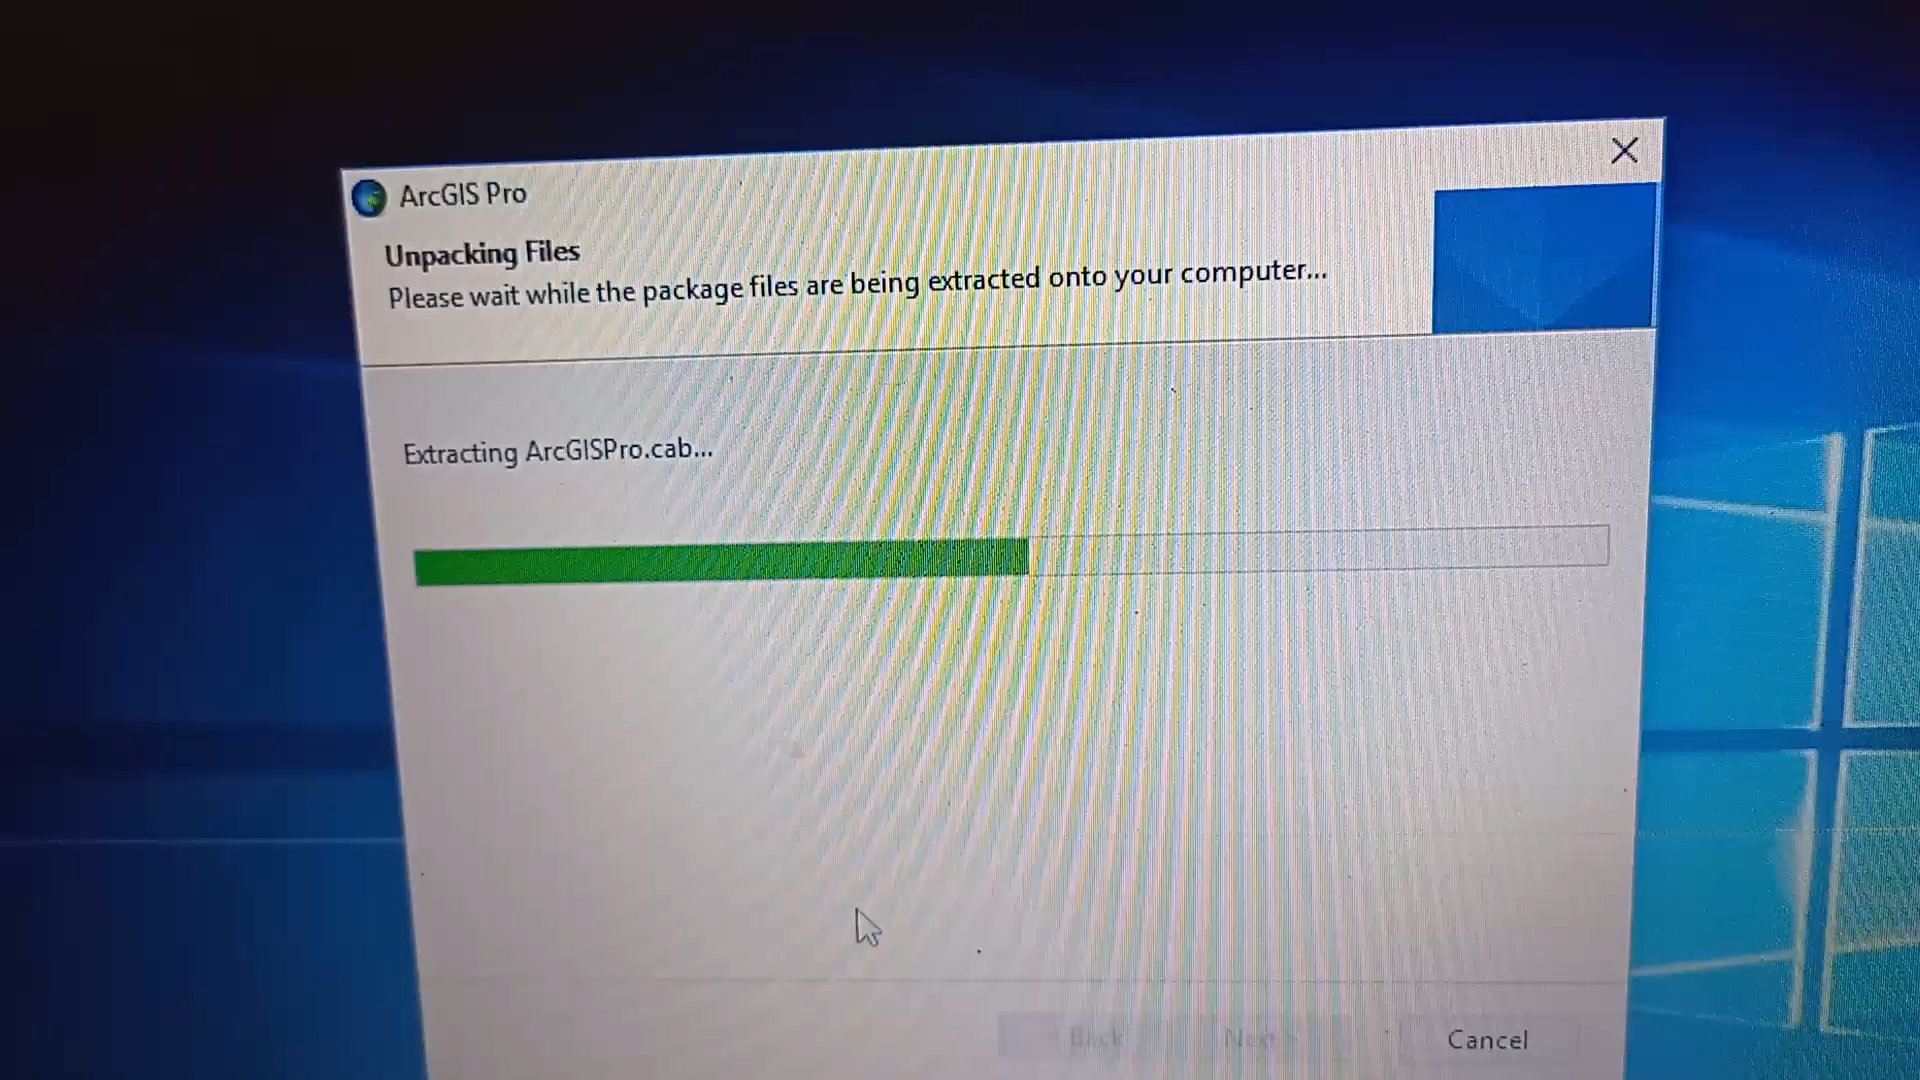 ArcGIS Pro
Unpacking Files
Please wait while the package files are being extracted onto your computer...
Extracting ArcGISPro.cab...
< Back Next > Cancel